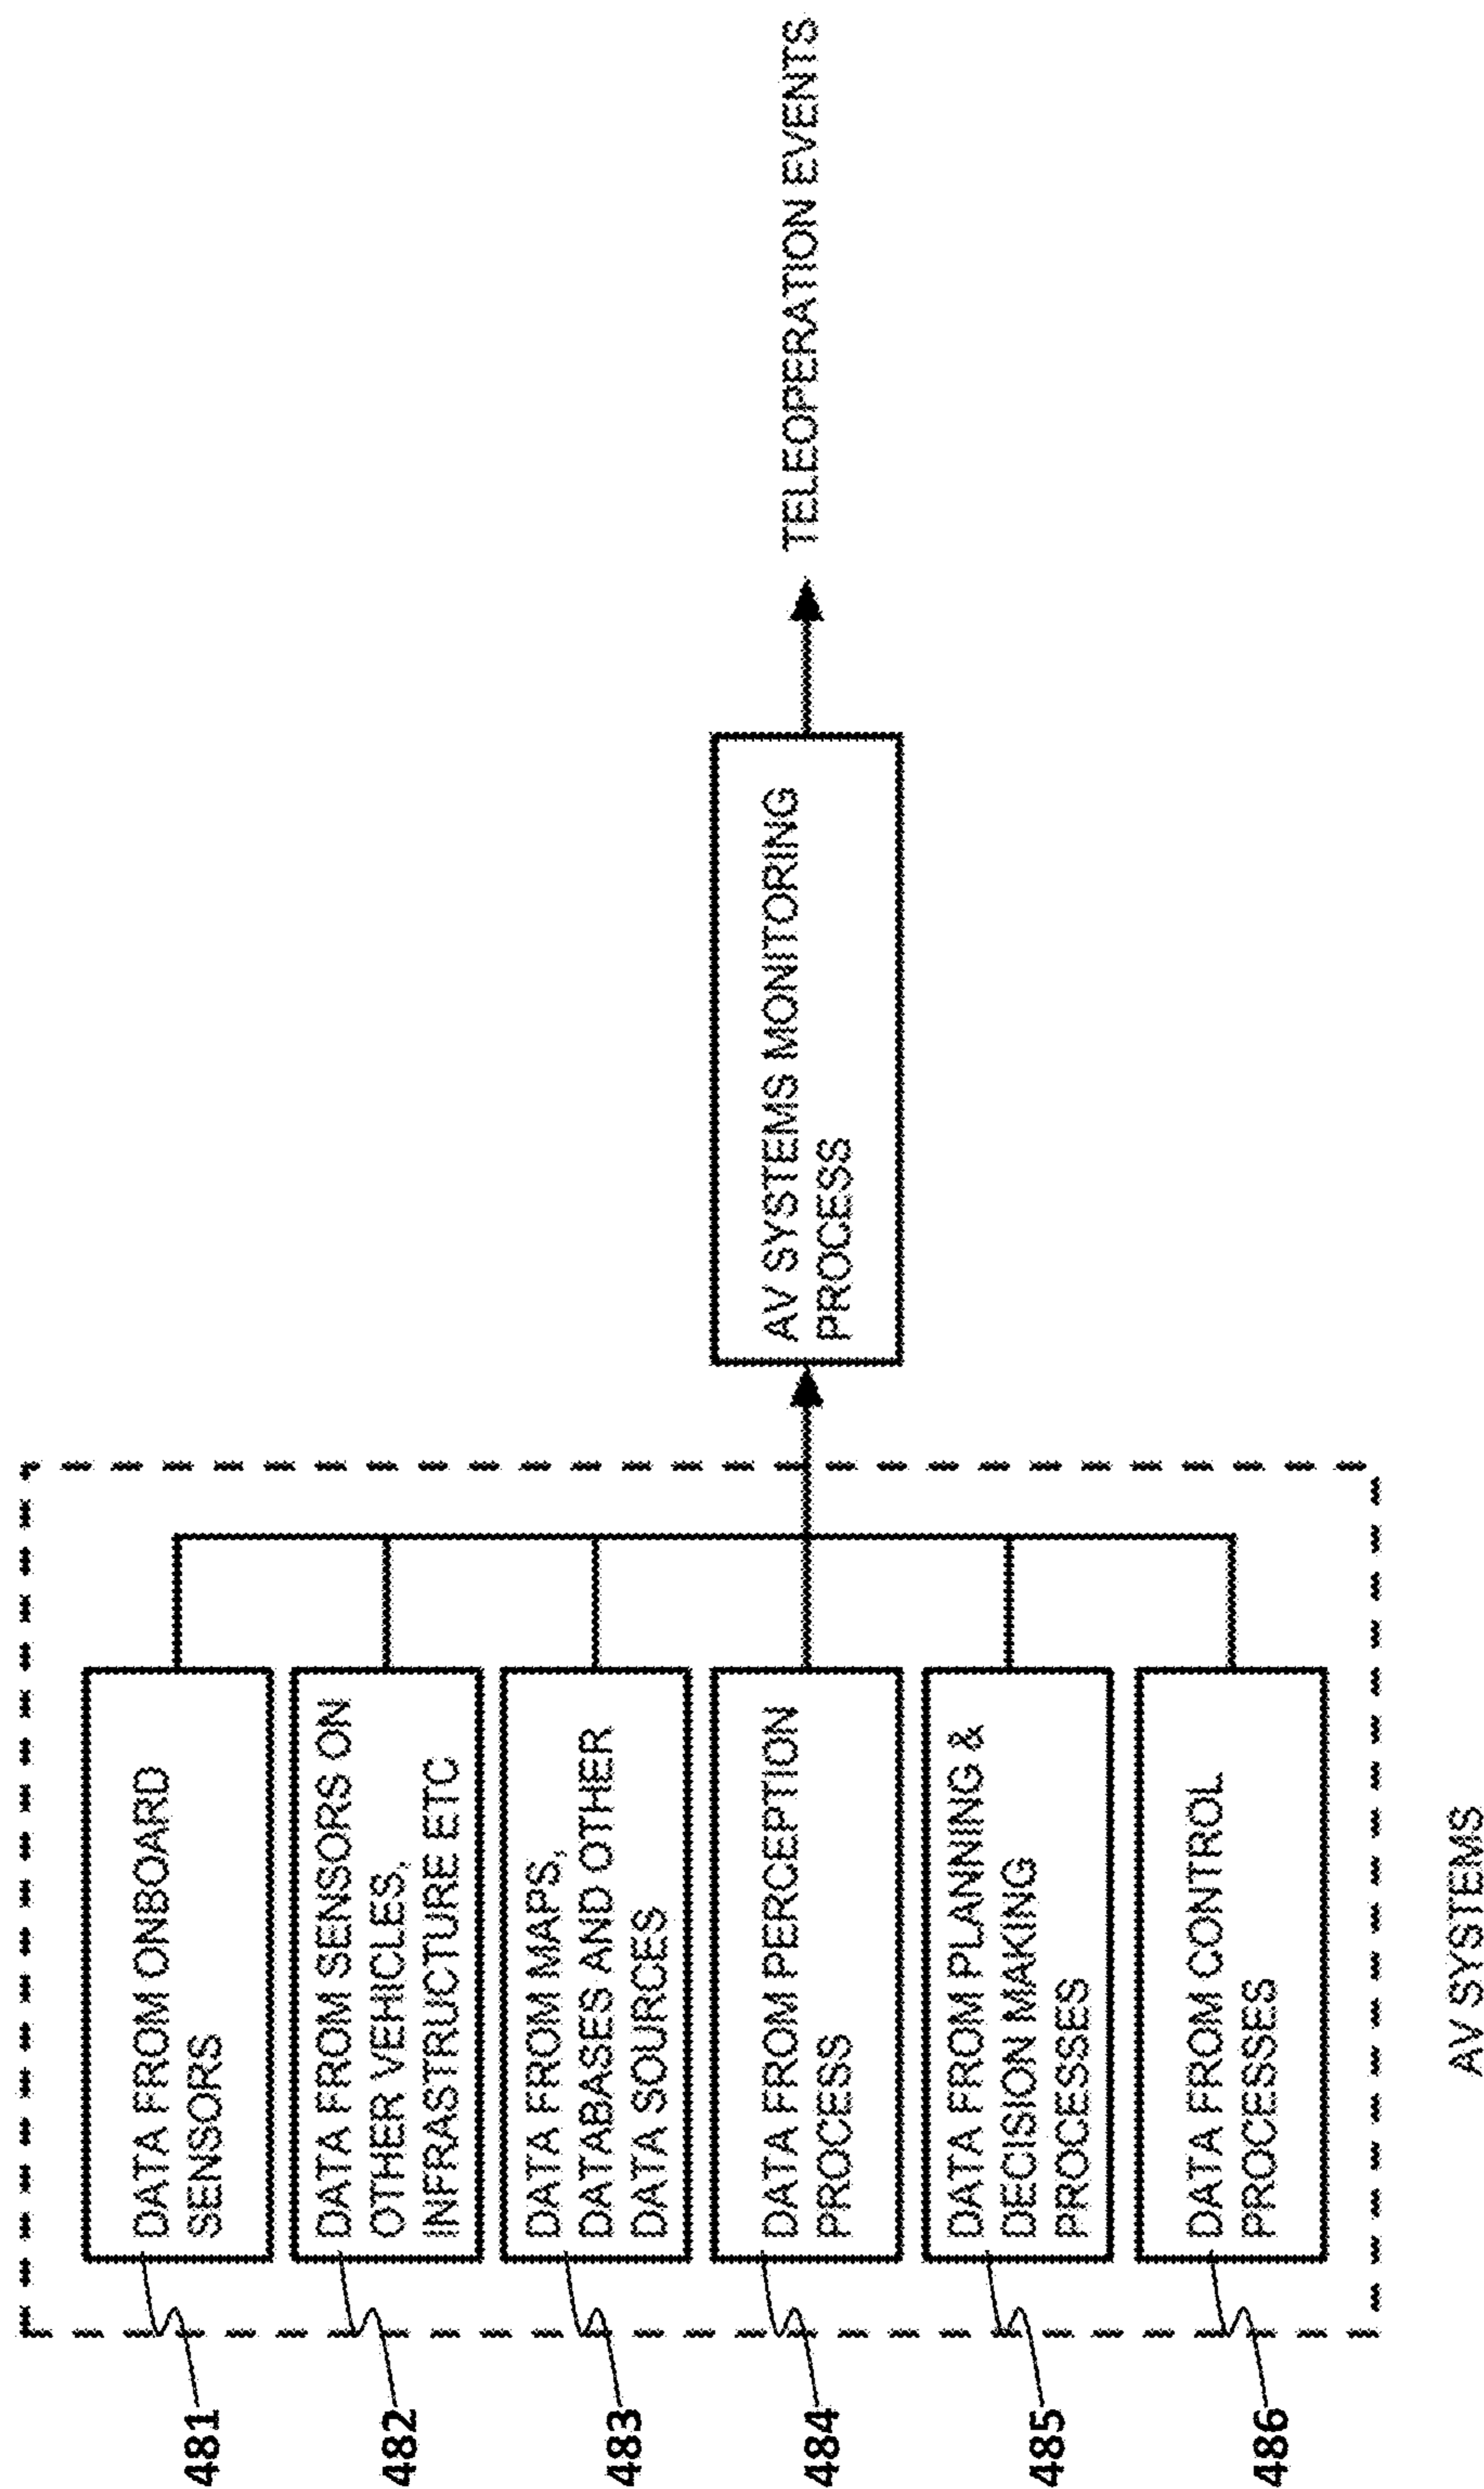 481
DATA FROM ONBOARD
SENSORS
482
DATA FROM SENSORS ON
OTHER VEHICLES,
INFRASTRUCTURE ETC
483
DATA FROM MAPS,
DATABASES AND OTHER
DATA SOURCES
484
DATA FROM PERCEPTION
PROCESS
485
DATA FROM PLANNING &
DECISION MAKING
PROCESSES
486
DATA FROM CONTROL
PROCESSES
AV SYSTEMS
AV SYSTEMS MONITORING
PROCESS
TELEOPERATION EVENTS